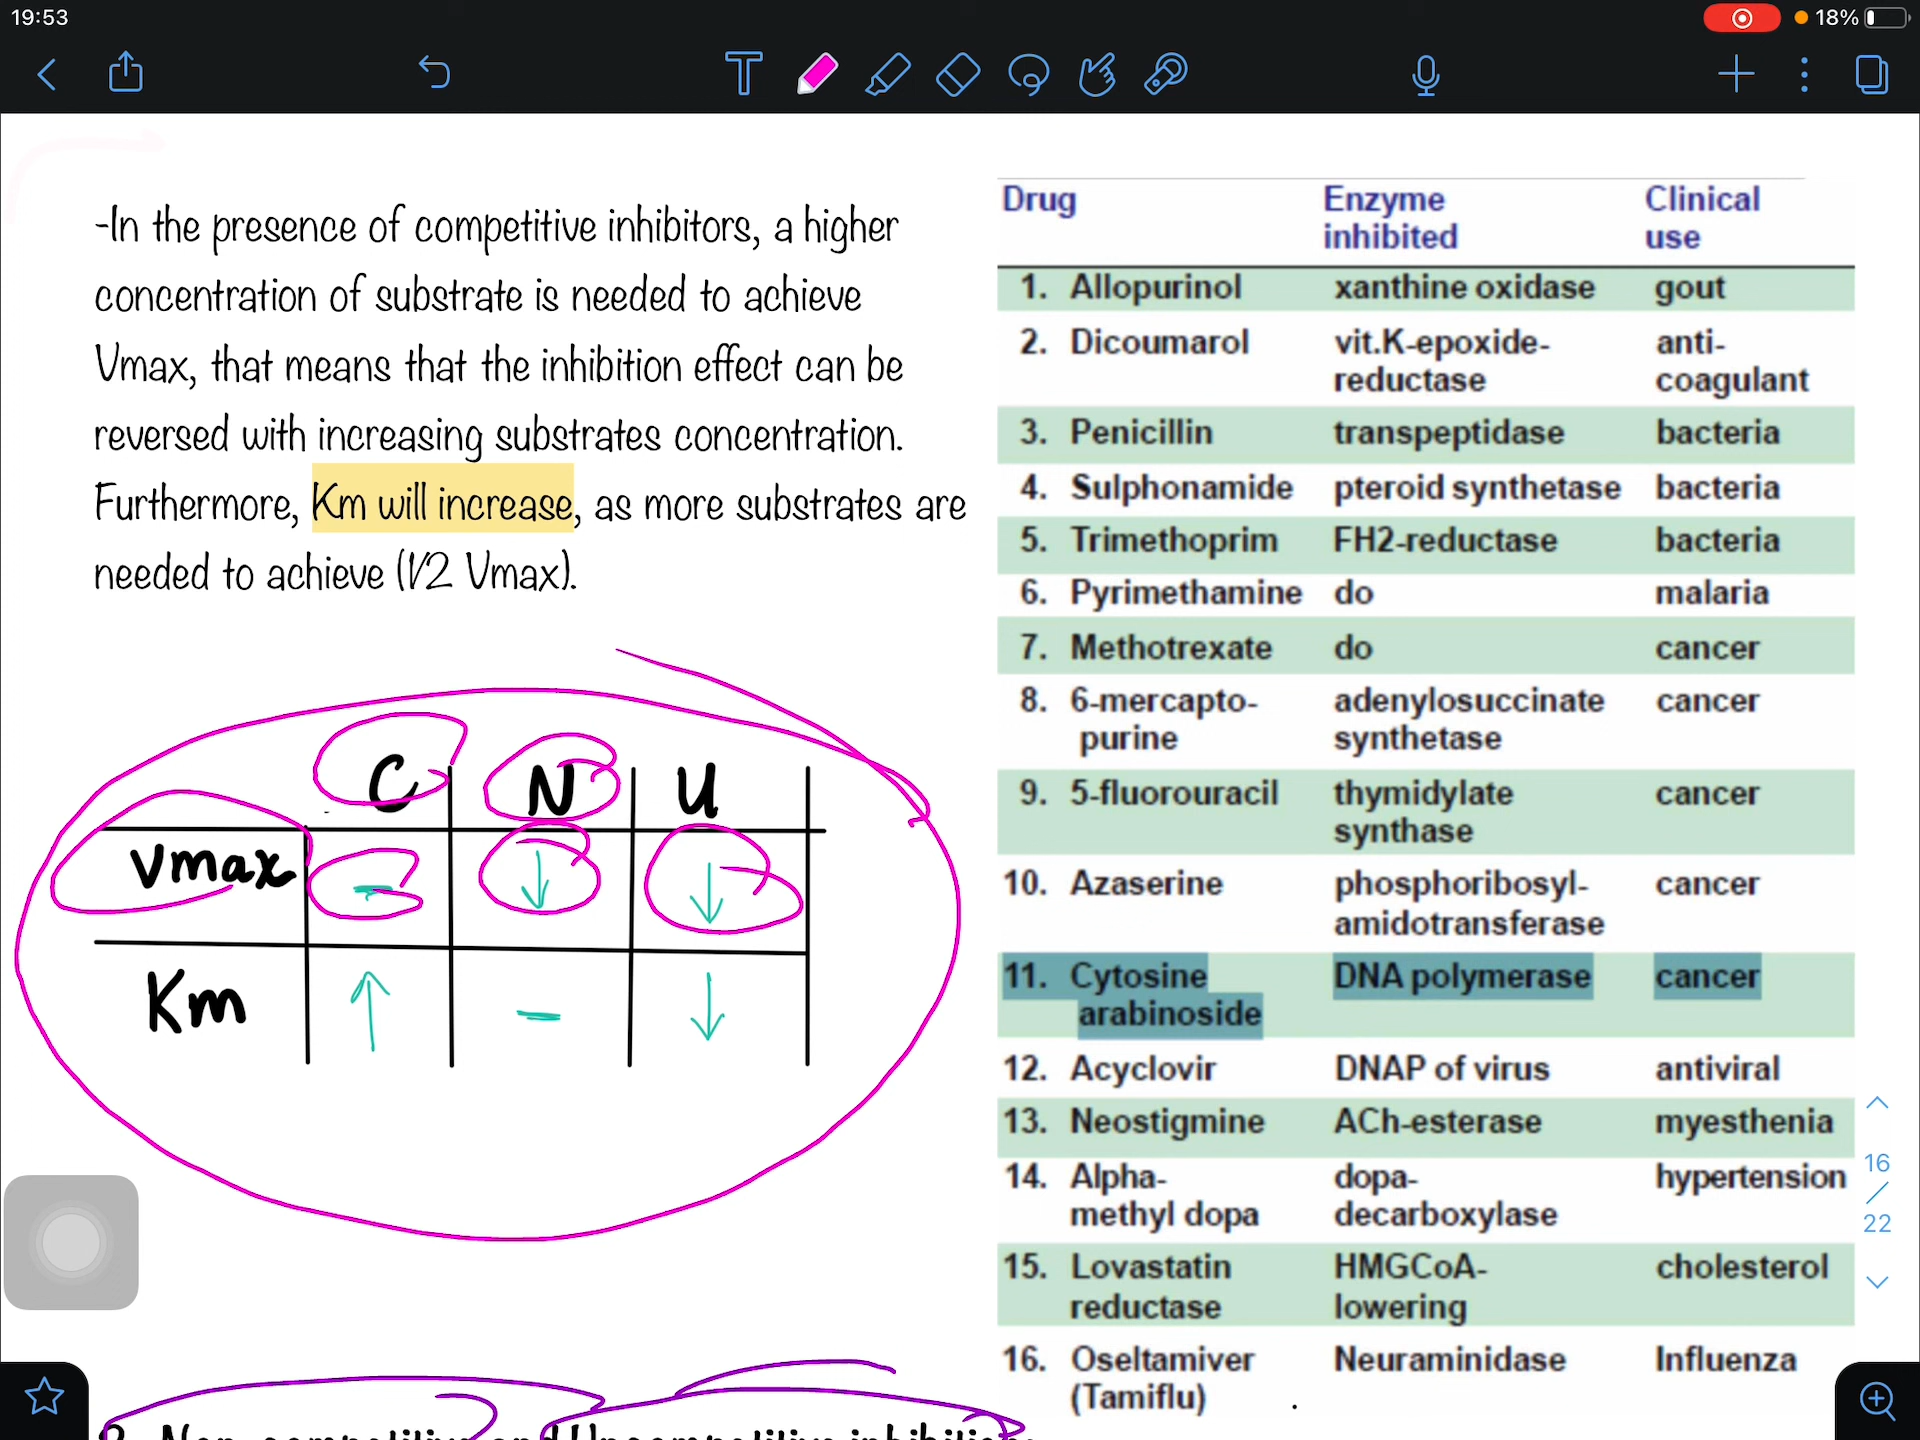 19:53
18%
T
-In the presence of competitive inhibitors, a higher
concentration of substrate is needed to achieve
Vmax, that means that the inhibition effect can be
reversed with increasing substrates concentration.
Furthermore, Km will increase, as more substrates are
needed to achieve (1/2 Vmax).
C N U
Vmax - ↓ ↓
Km ↑ - ↓
Non-competitive and Uncompetitive inhibition:
Drug Enzyme inhibited Clinical use
1. Allopurinol xanthine oxidase gout
2. Dicoumarol vit.K-epoxide- anti-
reductase coagulant
3. Penicillin transpeptidase bacteria
4. Sulphonamide pteroid synthetase bacteria
5. Trimethoprim FH2-reductase bacteria
6. Pyrimethamine do malaria
7. Methotrexate do cancer
8. 6-mercapto- adenylosuccinate cancer
purine synthetase
9. 5-fluorouracil thymidylate cancer
synthase
10. Azaserine phosphoribosyl- cancer
amidotransferase
11. Cytosine DNA polymerase cancer
arabinoside
12. Acyclovir DNAP of virus antiviral
13. Neostigmine ACh-esterase myesthenia
14. Alpha- dopa- hypertension
methyl dopa decarboxylase
15. Lovastatin HMGCoA- cholesterol
reductase lowering
16. Oseltamiver Neuraminidase Influenza
(Tamiflu)
16
/
22